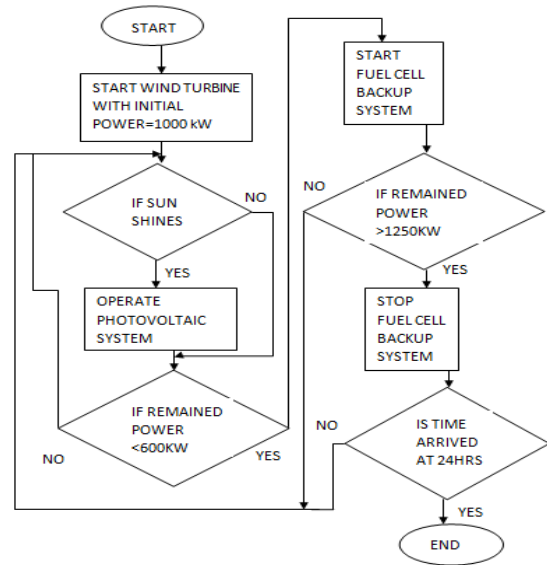 START
START WIND TURBINE
WITH INITIAL
POWER=1000 kW
IF SUN
SHINES
NO
YES
OPERATE
PHOTOVOLTAIC
SYSTEM
IF REMAINED
POWER
<600KW
NO
YES
START
FUEL CELL
BACKUP
SYSTEM
NO
IF REMAINED
POWER
>1250KW
YES
STOP
FUEL CELL
BACKUP
SYSTEM
NO
IS TIME
ARRIVED
AT 24HRS
YES
END